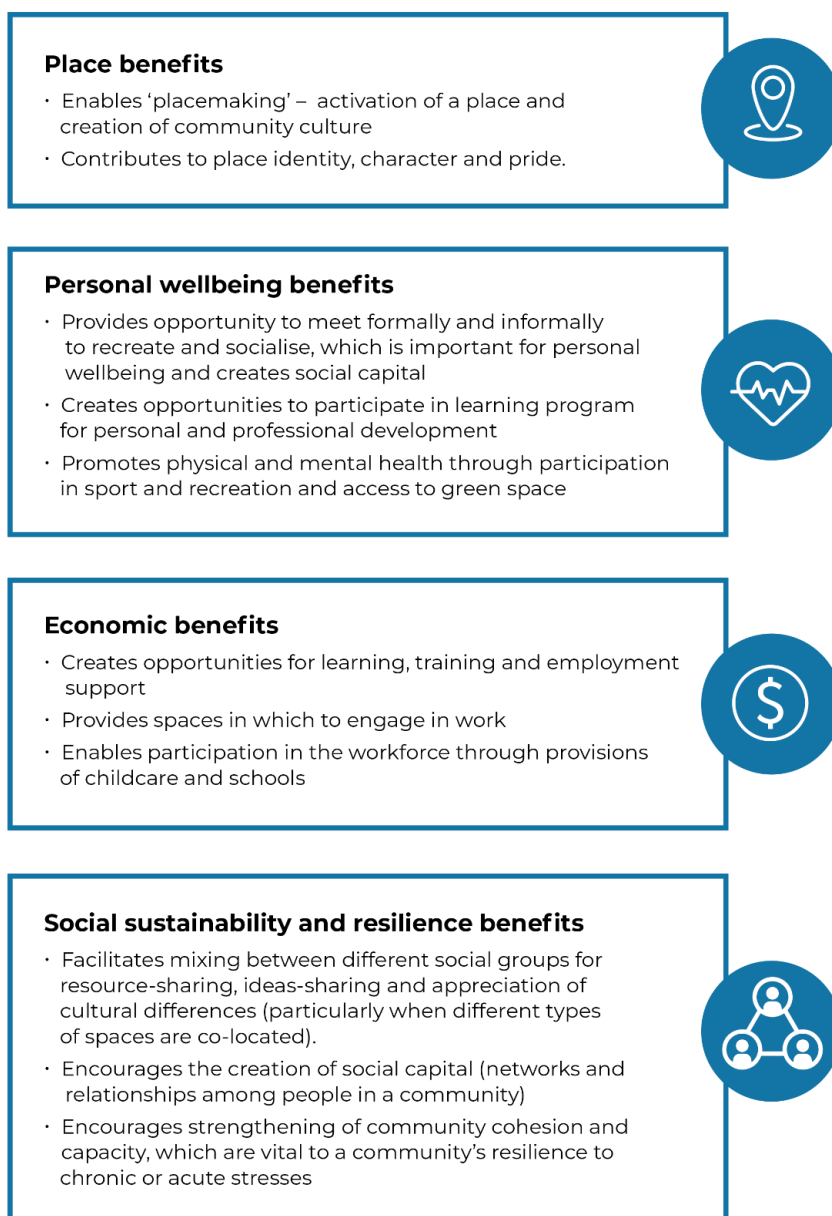 Place benefits
· Enables ‘placemaking’ – activation of a place and
creation of community culture
· Contributes to place identity, character and pride.
Personal wellbeing benefits
· Provides opportunity to meet formally and informally
to recreate and socialise, which is important for personal
wellbeing and creates social capital
· Creates opportunities to participate in learning program
for personal and professional development
· Promotes physical and mental health through participation
in sport and recreation and access to green space
Economic benefits
· Creates opportunities for learning, training and employment
support
· Provides spaces in which to engage in work
· Enables participation in the workforce through provisions
of childcare and schools
$
Social sustainability and resilience benefits
· Facilitates mixing between different social groups for
resource-sharing, ideas-sharing and appreciation of
cultural differences (particularly when different types
of spaces are co-located).
· Encourages the creation of social capital (networks and
relationships among people in a community)
· Encourages strengthening of community cohesion and
capacity, which are vital to a community’s resilience to
chronic or acute stresses